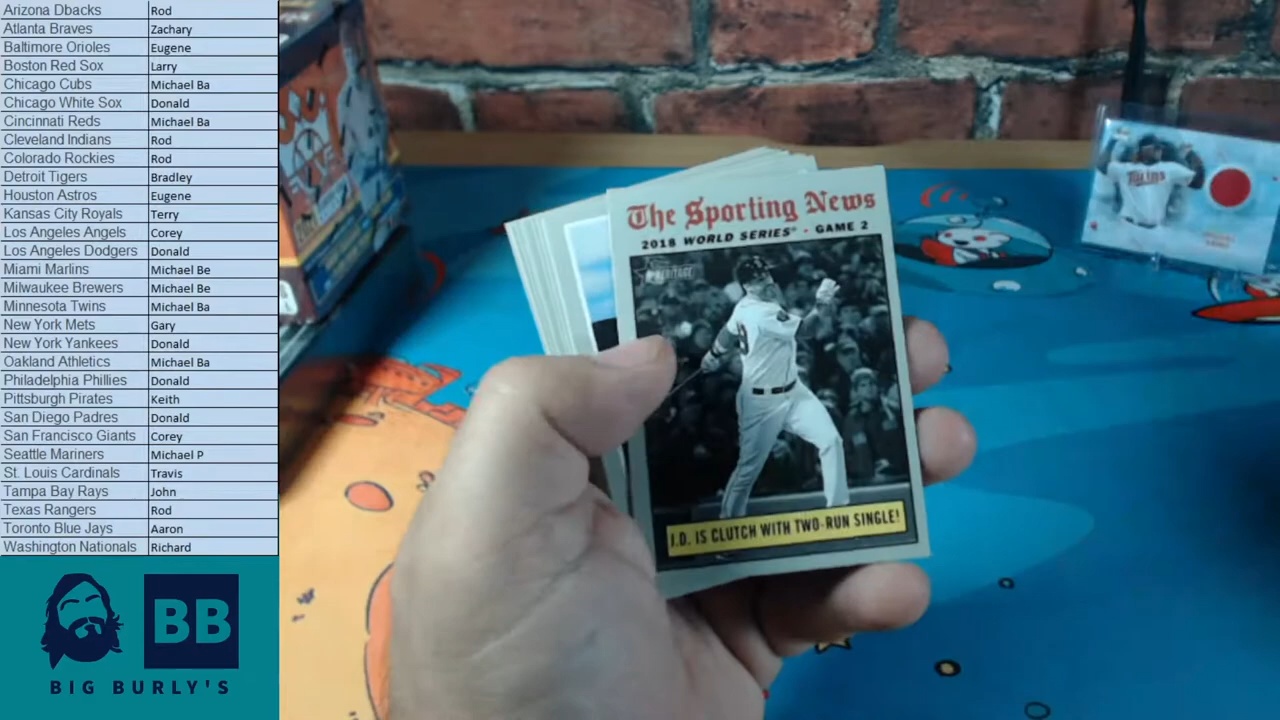 Arizona Dbacks Rod
Atlanta Braves Zachary
Baltimore Orioles Eugene
Boston Red Sox Larry
Chicago Cubs Michael Ba
Chicago White Sox Donald
Cincinnati Reds Michael Ba
Cleveland Indians Rod
Colorado Rockies Rod
Detroit Tigers Bradley
Houston Astros Eugene
Kansas City Royals Terry
Los Angeles Angels Corey
Los Angeles Dodgers Donald
Miami Marlins Michael Be
Milwaukee Brewers Michael Be
Minnesota Twins Michael Ba
New York Mets Gary
New York Yankees Donald
Oakland Athletics Michael Ba
Philadelphia Phillies Donald
Pittsburgh Pirates Keith
San Diego Padres Donald
San Francisco Giants Corey
Seattle Mariners Michael P
St. Louis Cardinals Travis
Tampa Bay Rays John
Texas Rangers Rod
Toronto Blue Jays Aaron
Washington Nationals Richard
BB
BIG BURLY'S
The Sporting News
2018 WORLD SERIES • GAME 2
HERITAGE
J.D. IS CLUTCH WITH TWO-RUN SINGLE!
Twins